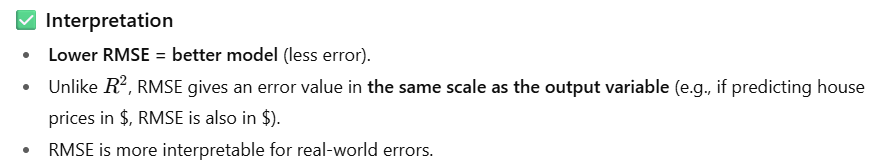 ✅ Interpretation
• Lower RMSE = better model (less error).
• Unlike R², RMSE gives an error value in the same scale as the output variable (e.g., if predicting house
prices in $, RMSE is also in $).
• RMSE is more interpretable for real-world errors.